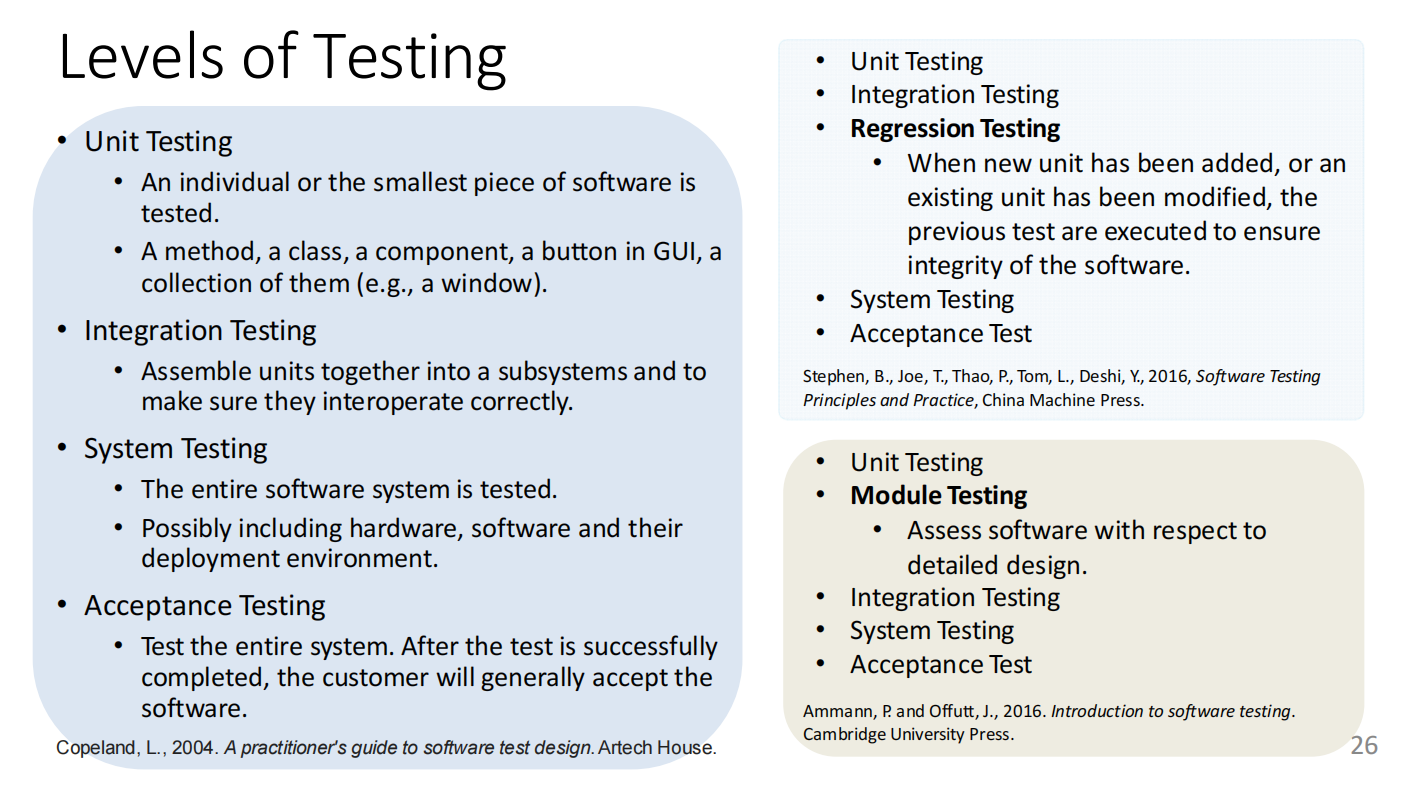 Levels of Testing
• Unit Testing
• An individual or the smallest piece of software is
tested.
• A method, a class, a component, a button in GUI, a
collection of them (e.g., a window).
• Integration Testing
• Assemble units together into a subsystems and to
make sure they interoperate correctly.
• System Testing
• The entire software system is tested.
• Possibly including hardware, software and their
deployment environment.
• Acceptance Testing
• Test the entire system. After the test is successfully
completed, the customer will generally accept the
software.
Copeland, L., 2004. A practitioner's guide to software test design. Artech House.
• Unit Testing
• Integration Testing
• Regression Testing
• When new unit has been added, or an
existing unit has been modified, the
previous test are executed to ensure
integrity of the software.
• System Testing
• Acceptance Test
Stephen, B., Joe, T., Thao, P., Tom, L., Deshi, Y., 2016, Software Testing
Principles and Practice, China Machine Press.
• Unit Testing
• Module Testing
• Assess software with respect to
detailed design.
• Integration Testing
• System Testing
• Acceptance Test
Ammann, P. and Offutt, J., 2016. Introduction to software testing.
Cambridge University Press.
26